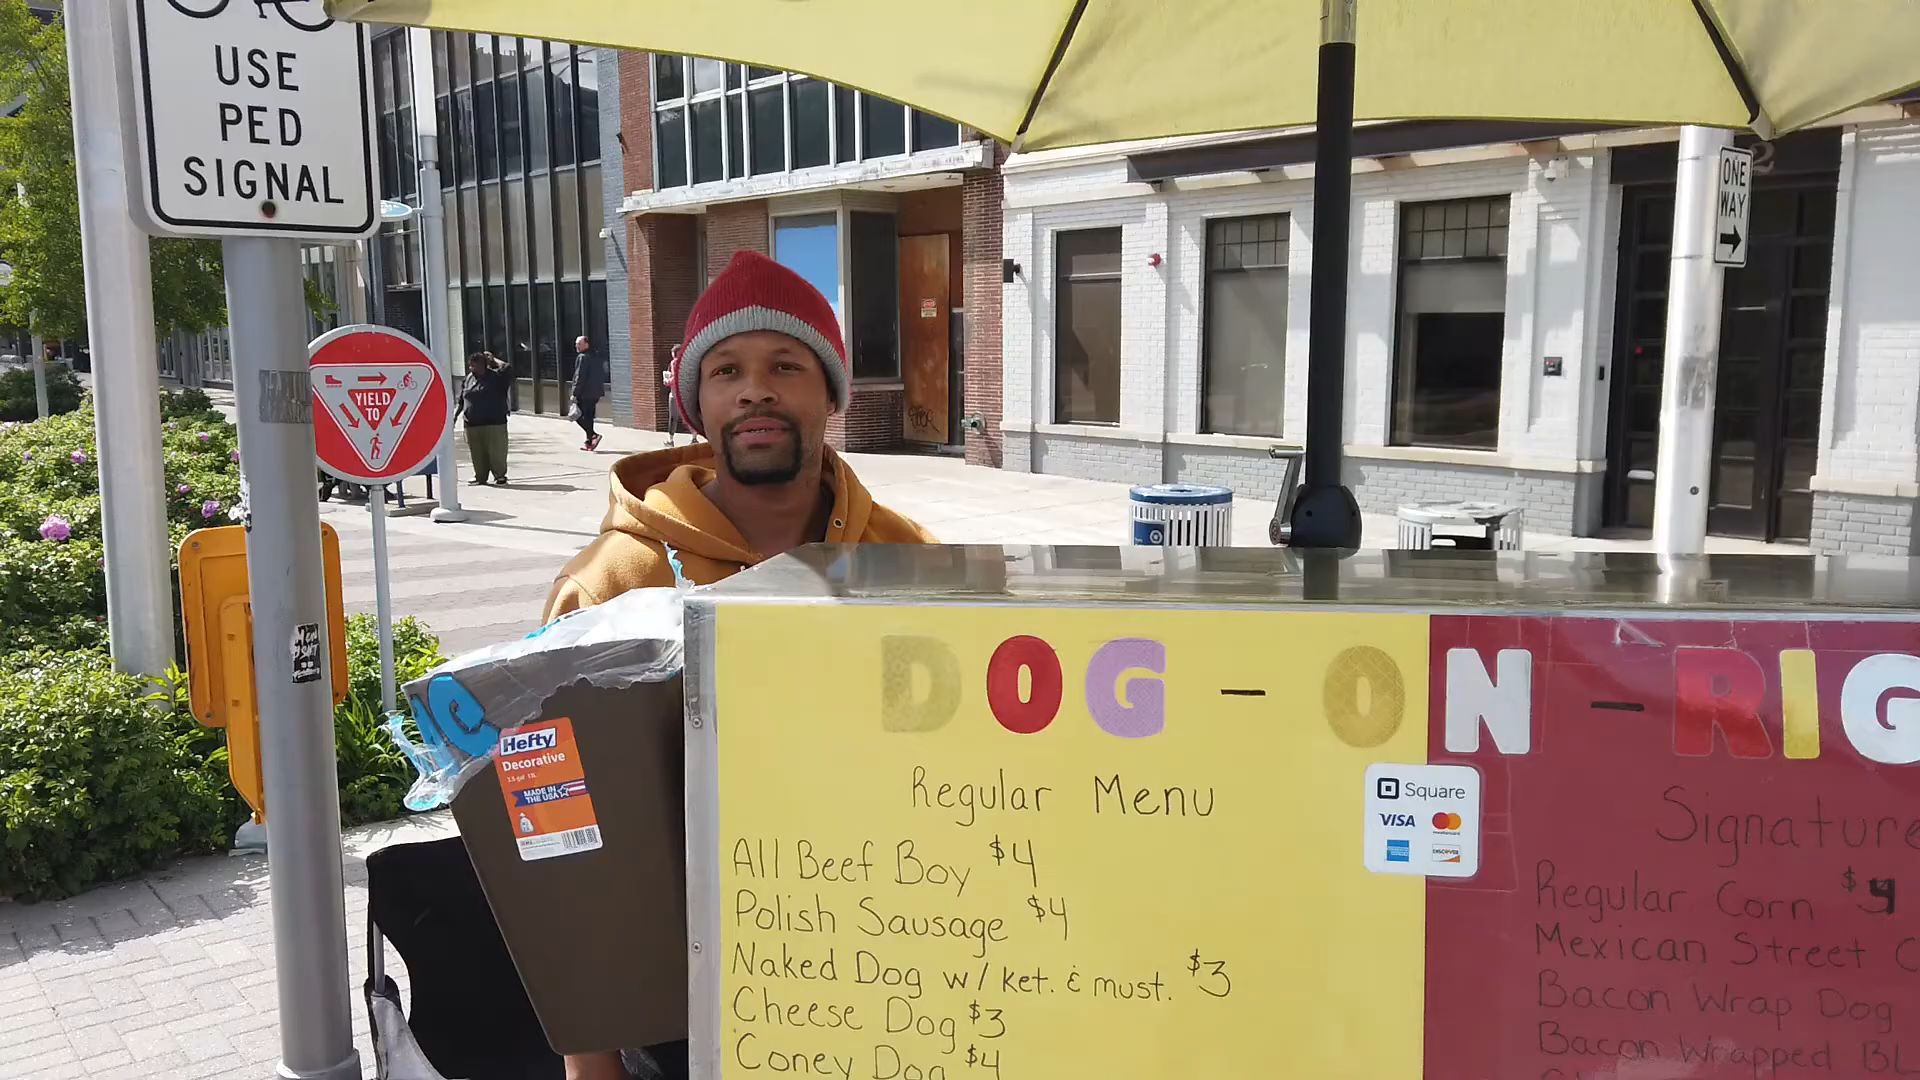 USE
PED
SIGNAL
ONE
WAY
YIELD
TO
DOG-ON-RIG
Hefty
Decorative
MADE IN
THE USA
Regular Menu
All Beef Boy $4
Polish Sausage $4
Naked Dog w/ ket. & must. $3
Cheese Dog $3
Coney Dog $4
Square
VISA
DISCOVER
Signature
Regular Corn $4
Mexican Street C
Bacon Wrap Dog
Bacon Wrapped BL